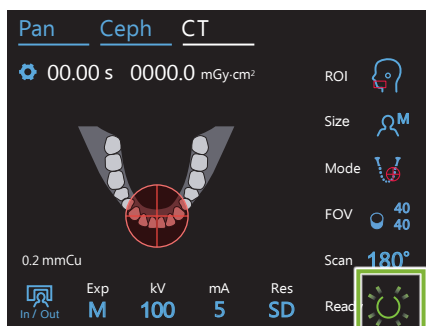 Pan Ceph CT
00.00 s 0000.0 mGy·cm²
ROI
Size M
Mode
FOV 40
40
0.2 mmCu
Scan 180°
In / Out
Exp kV mA Res
M 100 5 SD
Ready